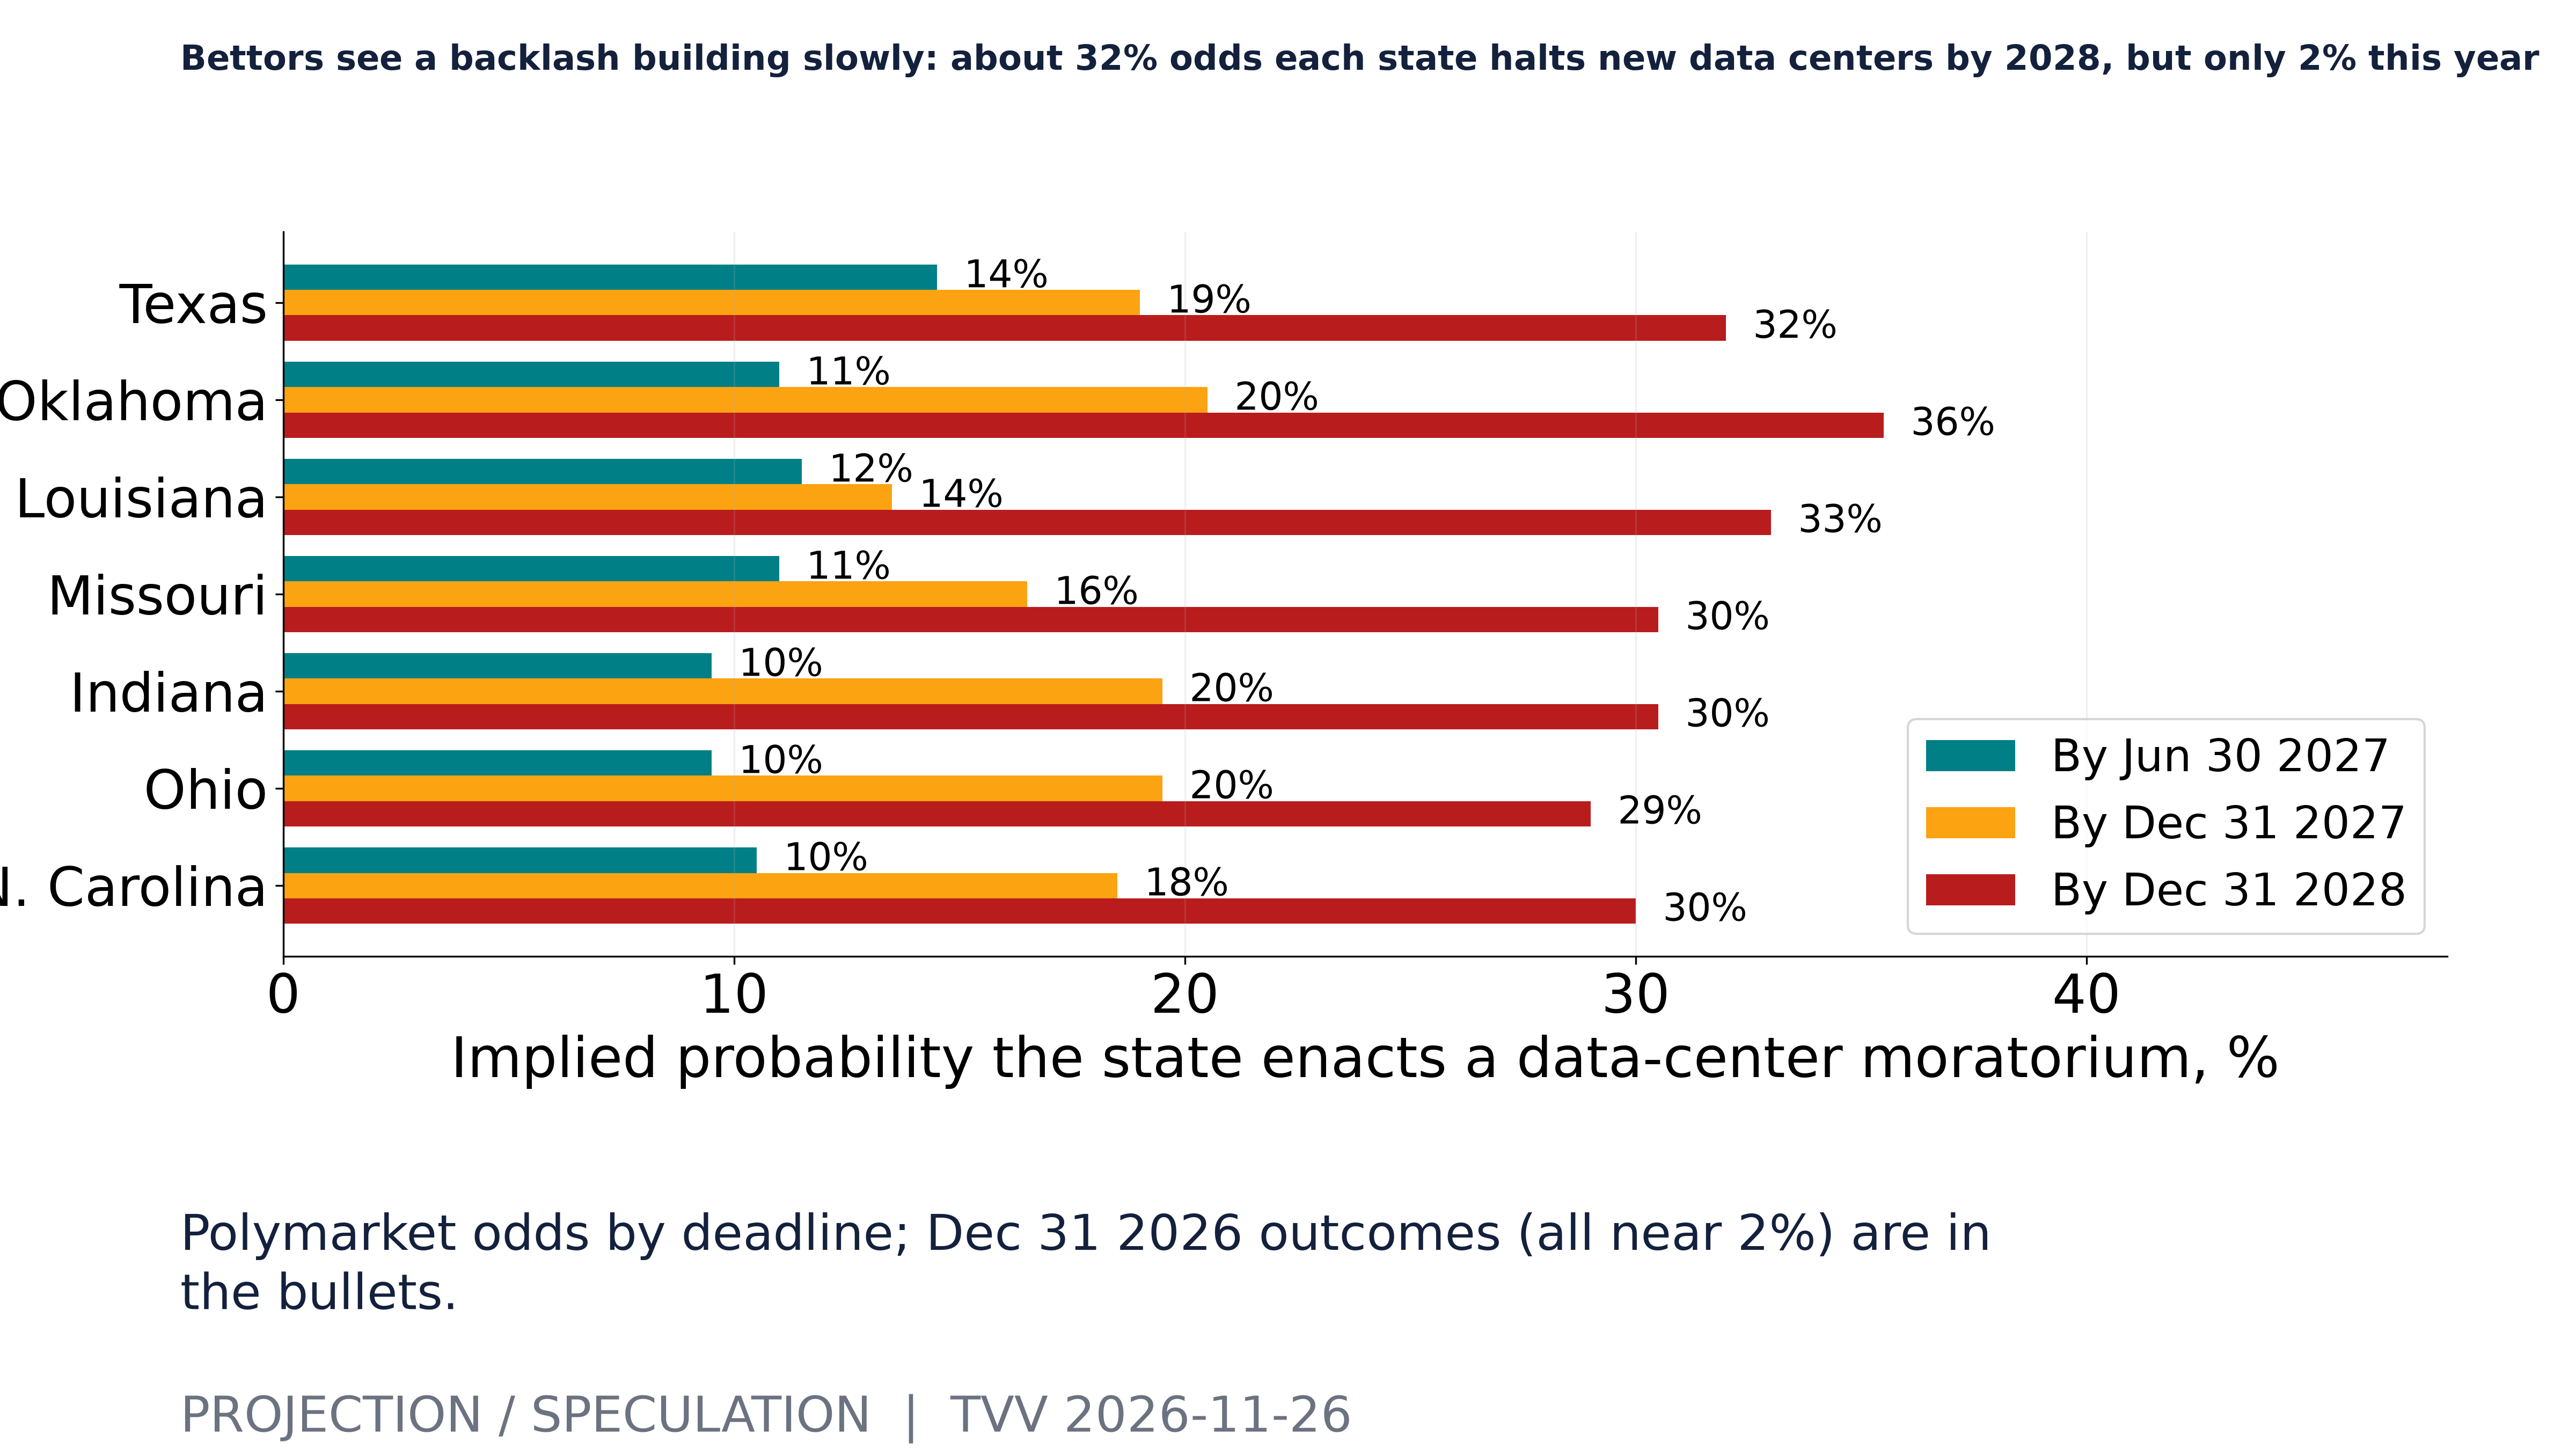 Bettors see a backlash building slowly: about 32% odds each state halts new data centers by 2028, but only 2% this year
Texas
14%
19%
32%
Oklahoma
11%
20%
36%
Louisiana
12%
14%
33%
Missouri
11%
16%
30%
Indiana
10%
20%
30%
Ohio
10%
20%
29%
N. Carolina
10%
18%
30%
By Jun 30 2027
By Dec 31 2027
By Dec 31 2028
0 10 20 30 40
Implied probability the state enacts a data-center moratorium, %
Polymarket odds by deadline; Dec 31 2026 outcomes (all near 2%) are in
the bullets.
PROJECTION / SPECULATION | TVV 2026-11-26